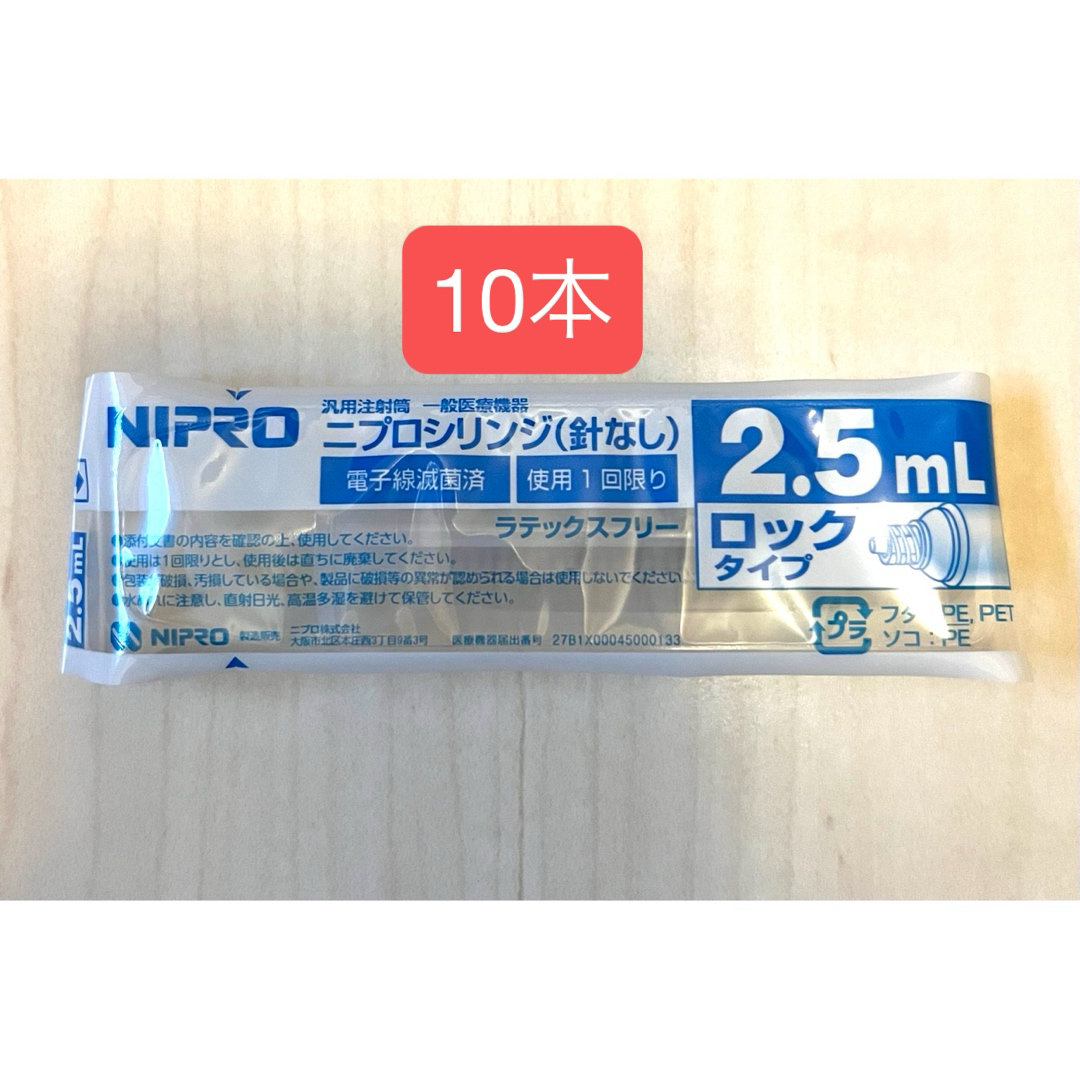 10本
NIPRO
汎用注射筒 一般医療機器
ニプロシリンジ(針なし)
電子線滅菌済 使用1回限り
ラテックスフリー
2.5mL
ロック
タイプ
●添付文書の内容を確認の上、使用してください。
●使用は1回限りとし、使用後は直ちに廃棄してください。
●包装が破損、汚損している場合や、製品に破損等の異常が認められる場合は使用しないでください。
●水ぬれに注意し、直射日光、高温多湿を避けて保管してください。
NIPRO 製造販売 ニプロ株式会社
大阪市北区本庄西3丁目9番3号 医療機器届出番号 27B1X00045000133
プラ
フタ:PE, PET
ソコ:PE
2.5mL